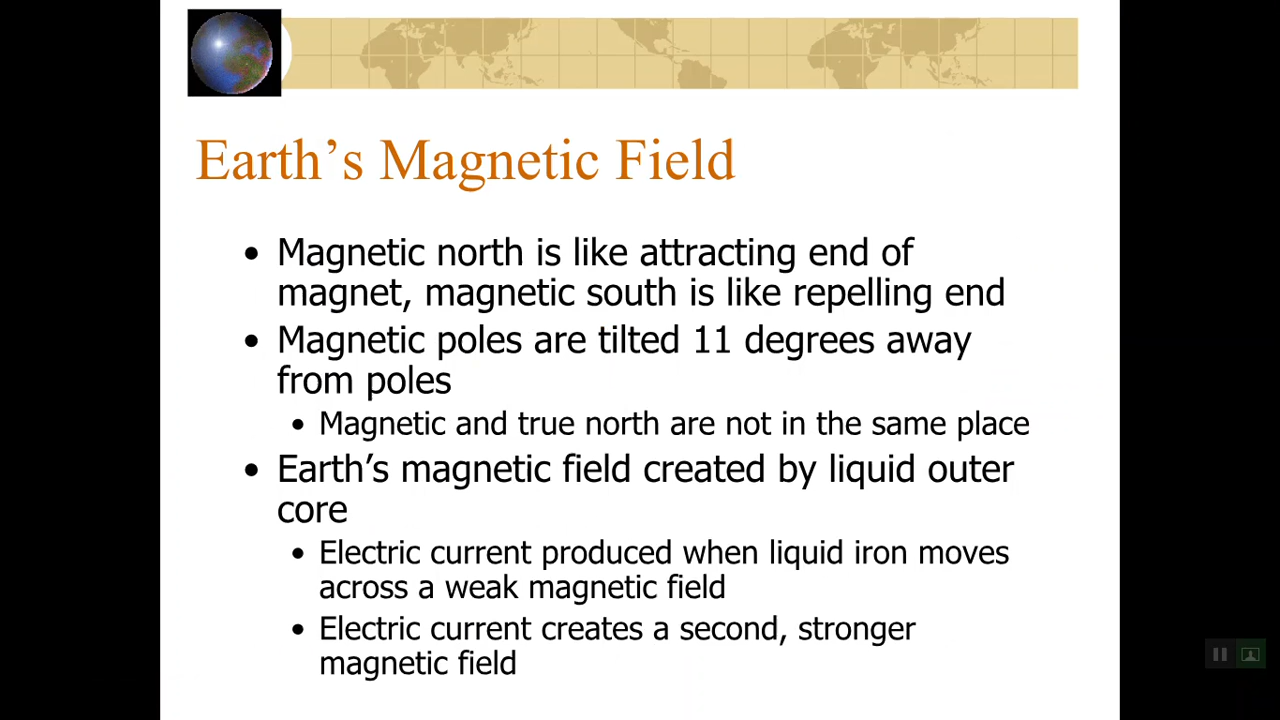 Earth’s Magnetic Field
• Magnetic north is like attracting end of
magnet, magnetic south is like repelling end
• Magnetic poles are tilted 11 degrees away
from poles
• Magnetic and true north are not in the same place
• Earth’s magnetic field created by liquid outer
core
• Electric current produced when liquid iron moves
across a weak magnetic field
• Electric current creates a second, stronger
magnetic field